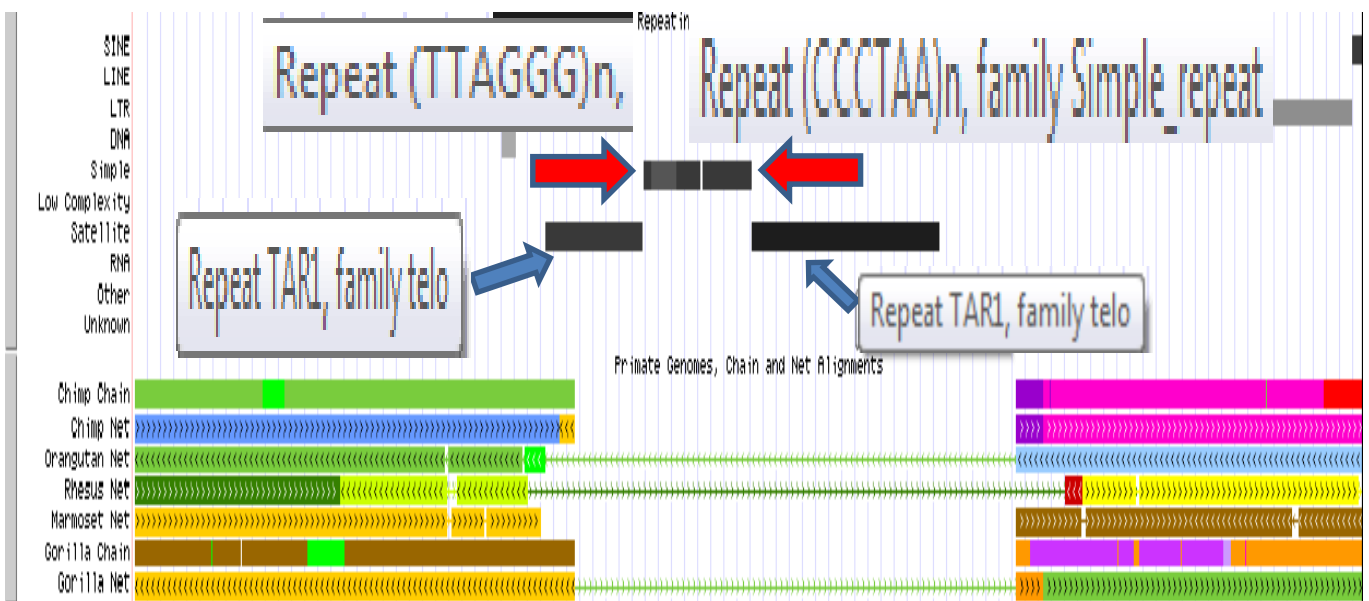 Repeat in
SINE
LINE
LTR
DNA
Simple
Low Complexity
Satellite
RNA
Other
Unknown
Repeat (TTAGGG)n,
Repeat (CCCTAA)n, family Simple_repeat
Repeat TAR1, family telo
Repeat TAR1, family telo
Primate Genomes, Chain and Net Alignments
Chimp Chain
Chimp Net
Orangutan Net
Rhesus Net
Marmoset Net
Gorilla Chain
Gorilla Net